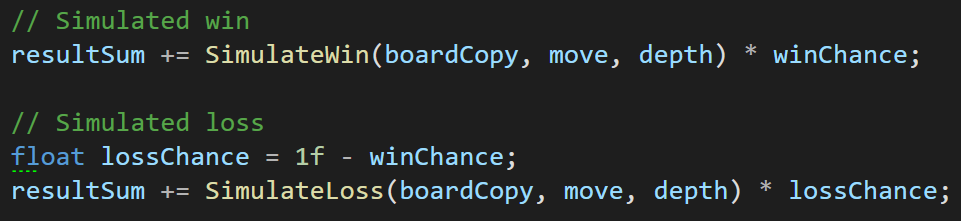 // Simulated win
resultSum += SimulateWin(boardCopy, move, depth) * winChance;
// Simulated loss
float lossChance = 1f - winChance;
resultSum += SimulateLoss(boardCopy, move, depth) * lossChance;